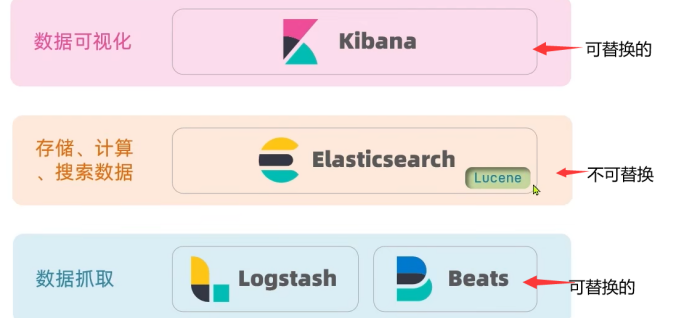 数据可视化
Kibana
可替换的
存储、计算
、搜索数据
Elasticsearch
Lucene
不可替换
数据抓取
Logstash
Beats
可替换的